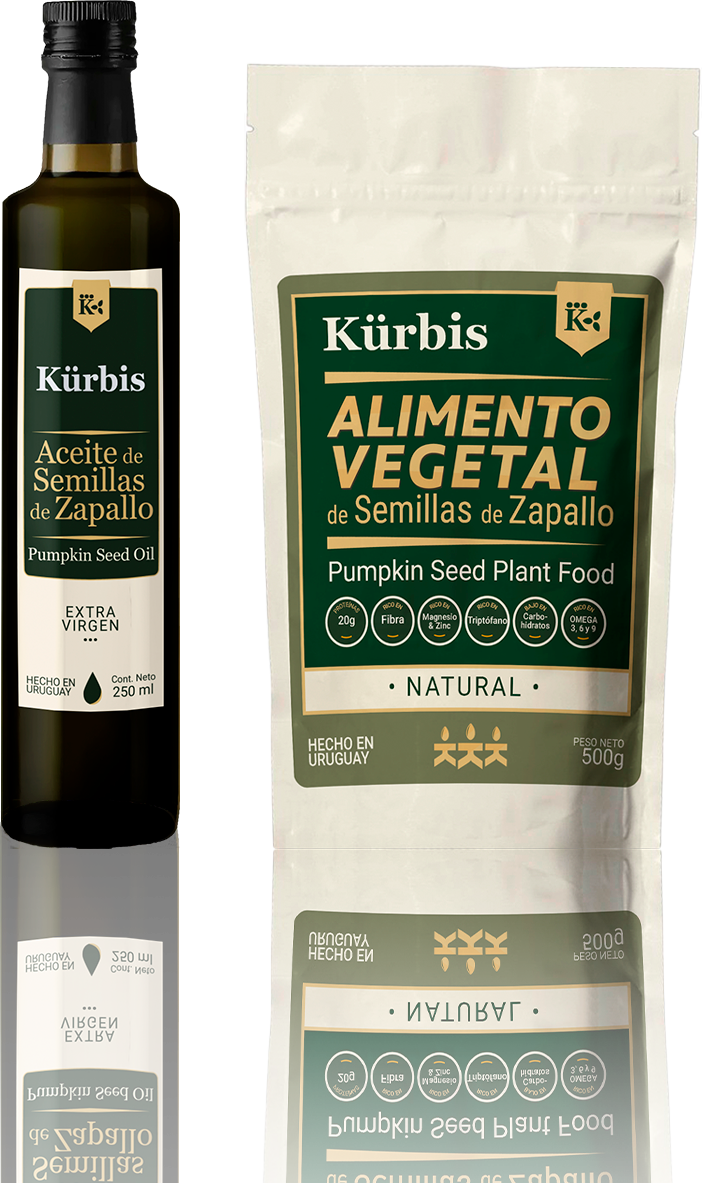 K
Kürbis
Aceite de
Semillas
de Zapallo
Pumpkin Seed Oil
EXTRA
VIRGEN
HECHO EN
URUGUAY
Cont. Neto
250 ml
Kürbis
K
ALIMENTO
VEGETAL
de Semillas de Zapallo
Pumpkin Seed Plant Food
PROTEINAS
20g
RICO EN
Fibra
RICO EN
Magnesio
& Zinc
RICO EN
Triptófano
BAJO EN
Carbo-
hidratos
RICO EN
OMEGA
3, 6 y 9
• NATURAL •
HECHO EN
URUGUAY
KKK
PESO NETO
500g